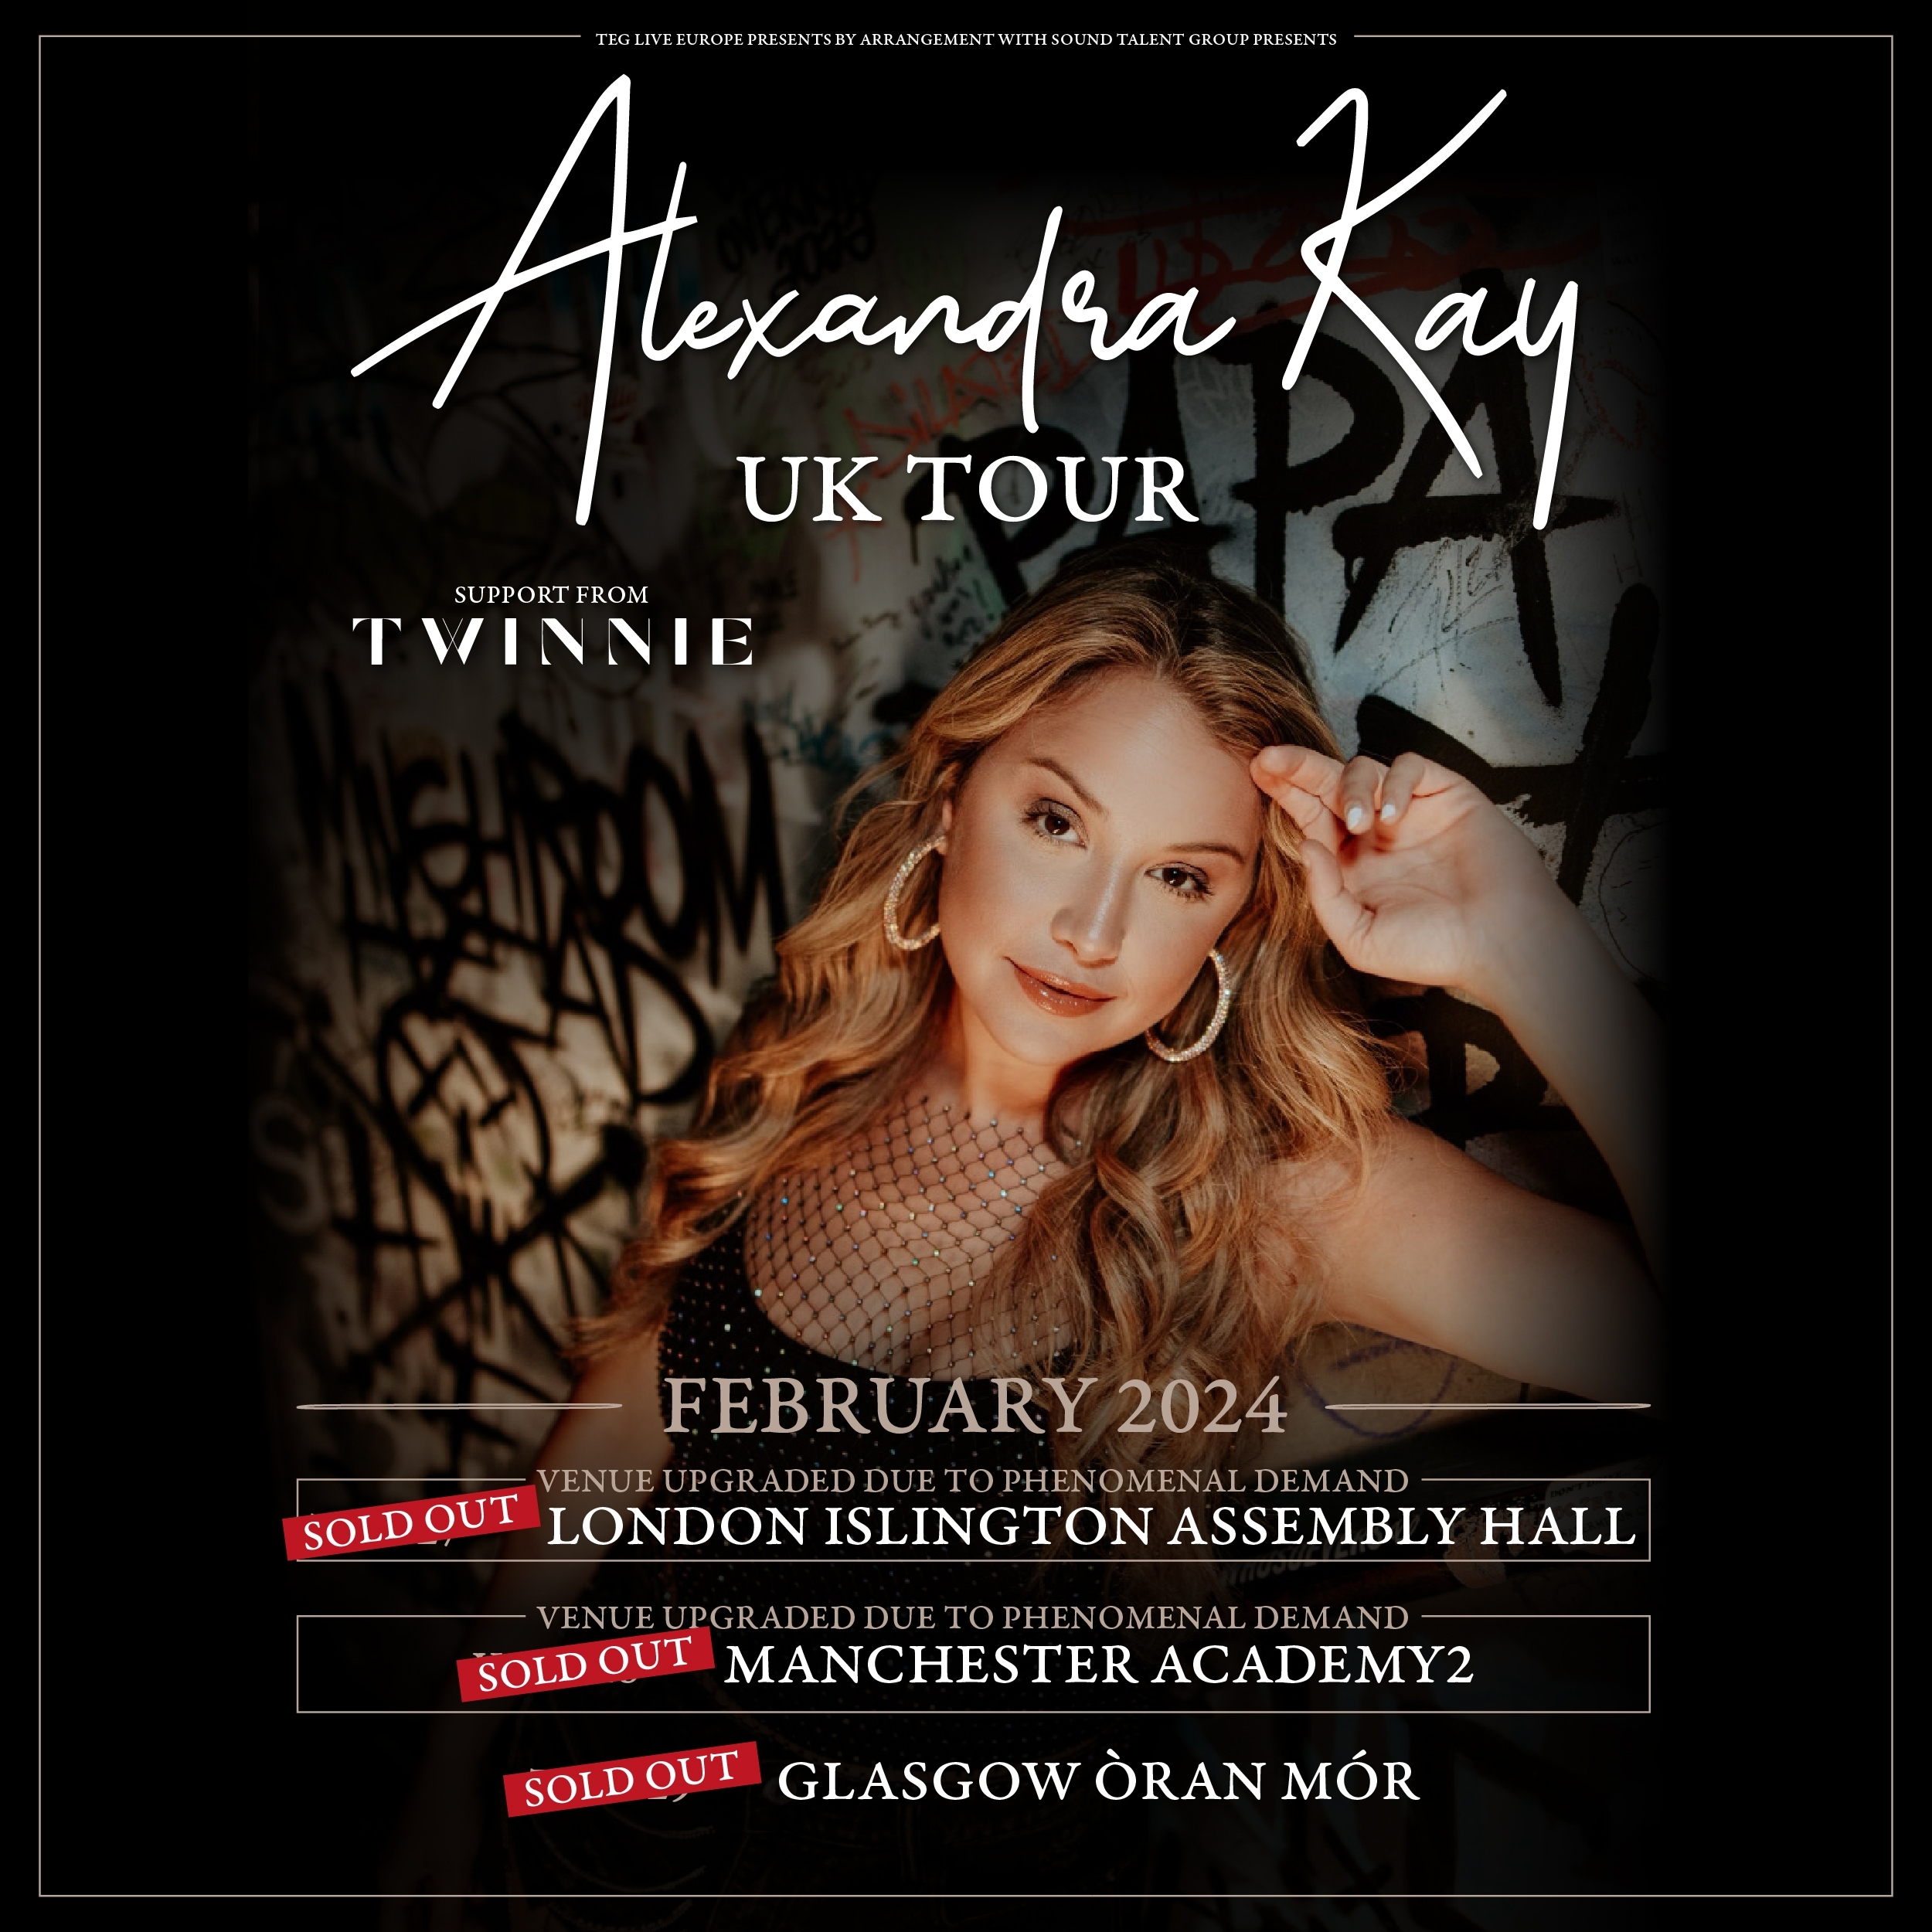 TEG LIVE EUROPE PRESENTS BY ARRANGEMENT WITH SOUND TALENT GROUP PRESENTS
Alexandra Kay
UK TOUR
SUPPORT FROM
TWINNIE
PAPA
MUSHROOM
FEBRUARY 2024
VENUE UPGRADED DUE TO PHENOMENAL DEMAND
SOLD OUT LONDON ISLINGTON ASSEMBLY HALL
VENUE UPGRADED DUE TO PHENOMENAL DEMAND
SOLD OUT MANCHESTER ACADEMY2
SOLD OUT GLASGOW ÒRAN MÓR